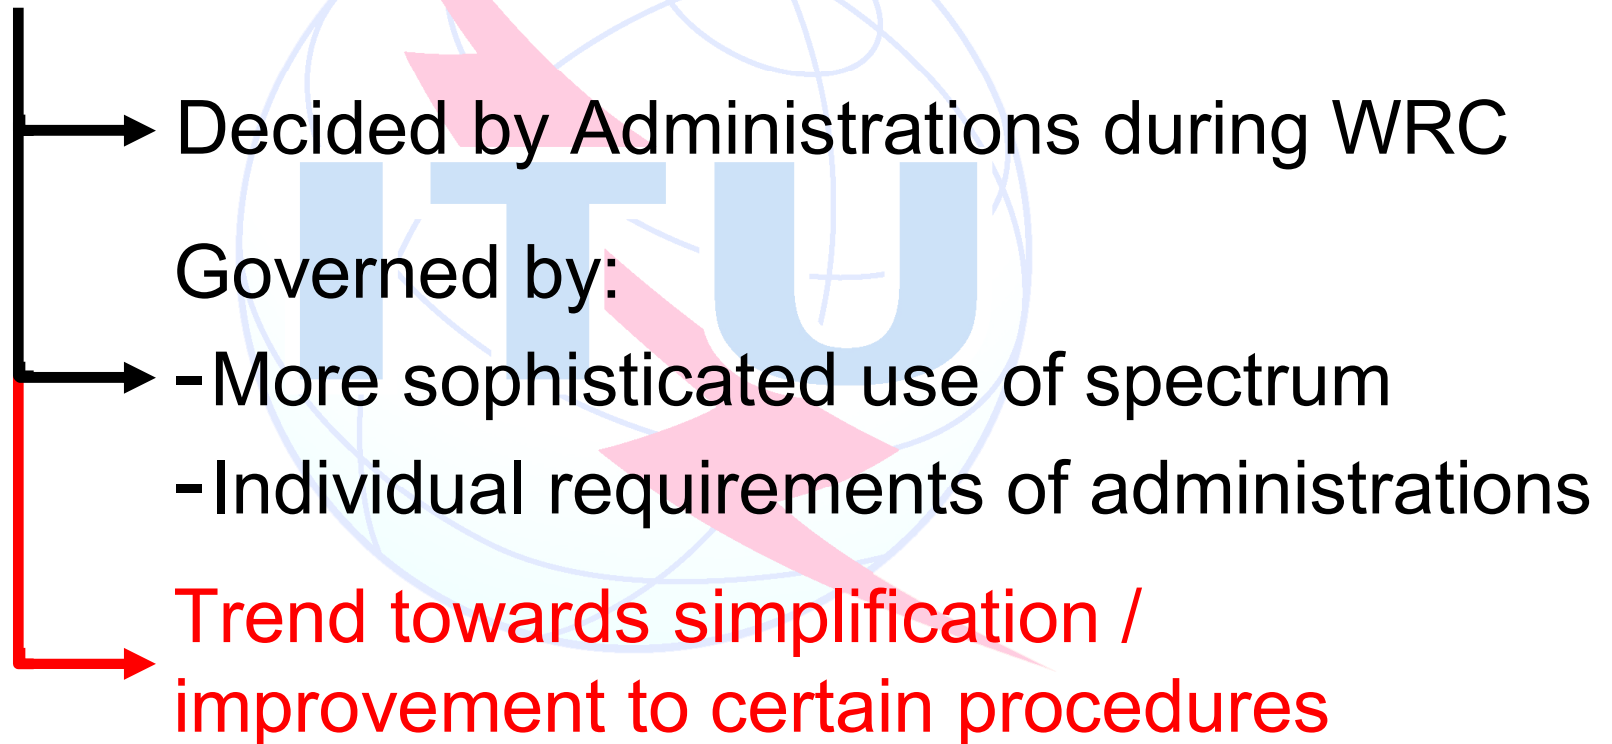 Decided by Administrations during WRC
ITU
Governed by:
-More sophisticated use of spectrum
-Individual requirements of administrations
Trend towards simplification /
improvement to certain procedures